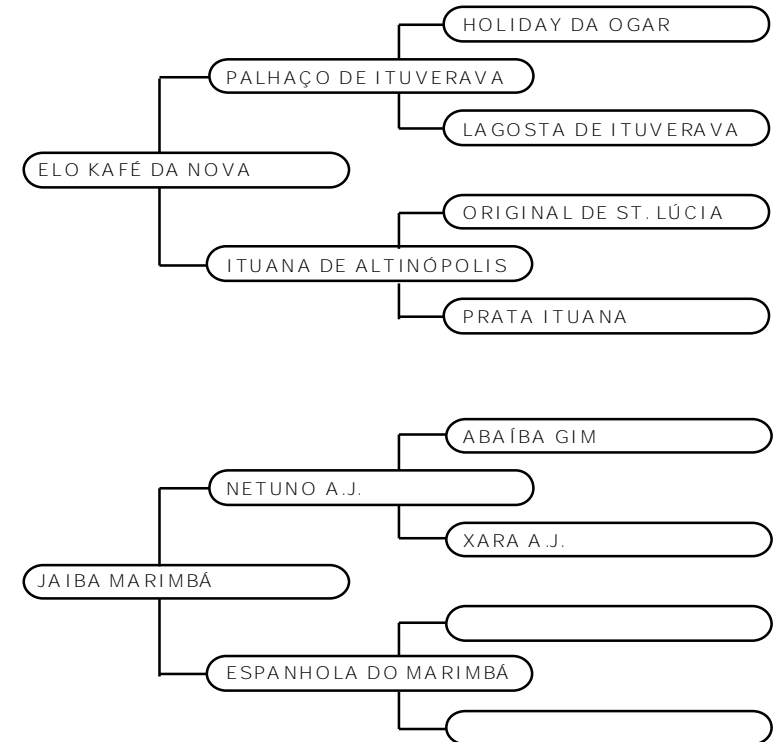 HOLIDAY DA OGAR
PALHAÇO DE ITUVERAVA
LAGOSTA DE ITUVERAVA
ELO KAFÉ DA NOVA
ORIGINAL DE ST. LÚCIA
ITUANA DE ALTINÓPOLIS
PRATA ITUANA
ABAÍBA GIM
NETUNO A.J.
XARA A.J.
JAIBA MARIMBÁ
ESPANHOLA DO MARIMBÁ